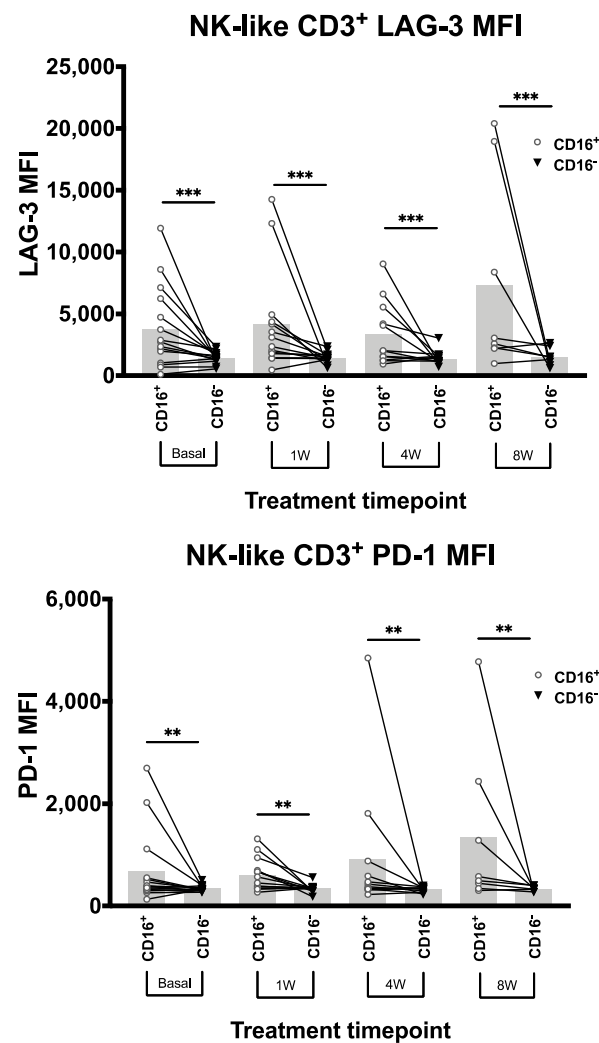 NK-like CD3⁺ LAG-3 MFI
25,000
20,000
15,000
10,000
5,000
0
LAG-3 MFI
***
***
***
***
CD16⁺
CD16⁻
CD16⁺
CD16⁻
CD16⁺
CD16⁻
CD16⁺
CD16⁻
CD16⁺
CD16⁻
Basal
1W
4W
8W
Treatment timepoint
NK-like CD3⁺ PD-1 MFI
6,000
4,000
2,000
0
PD-1 MFI
**
**
**
**
CD16⁺
CD16⁻
CD16⁺
CD16⁻
CD16⁺
CD16⁻
CD16⁺
CD16⁻
CD16⁺
CD16⁻
Basal
1W
4W
8W
Treatment timepoint